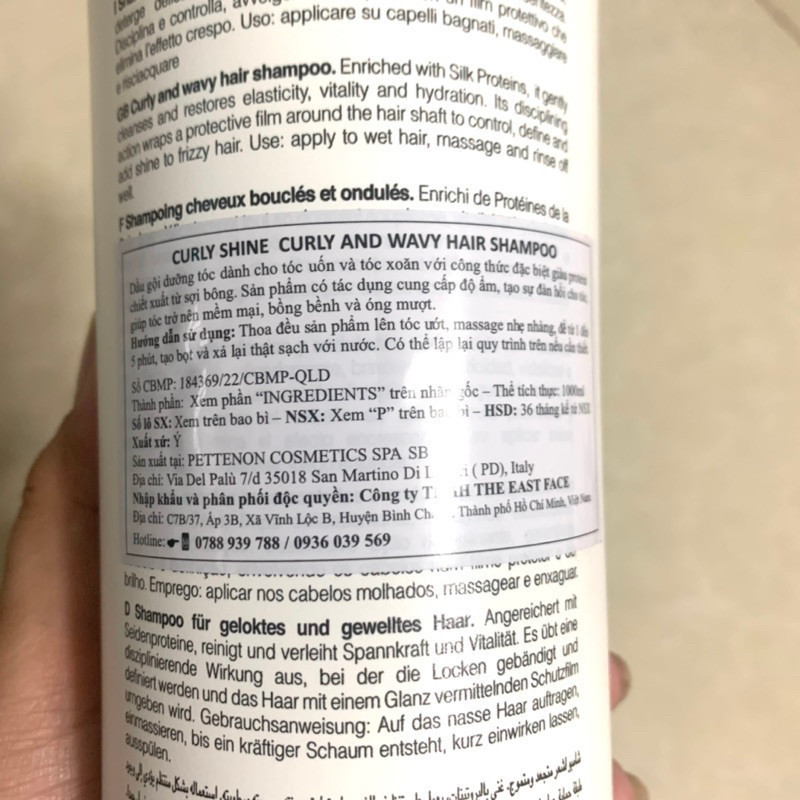 deterge
Disciplina e controlla, film protettivo che
elimina l'effetto crespo. Uso: applicare su capelli bagnati, massaggiare
e risciacquare
GB Curly and wavy hair shampoo. Enriched with Silk Proteins, it gently
cleanses and restores elasticity, vitality and hydration. Its disciplining
action wraps a protective film around the hair shaft to control, define and
add shine to frizzy hair. Use: apply to wet hair, massage and rinse off
well.
F Shampoing cheveux bouclés et ondulés. Enrichi de Protéines de la
CURLY SHINE CURLY AND WAVY HAIR SHAMPOO
Dầu gội dưỡng tóc dành cho tóc uốn và tóc xoăn với công thức đặc biệt giàu protein
chiết xuất từ sợi bông. Sản phẩm có tác dụng cung cấp độ ẩm, tạo sự đàn hồi cho tóc,
giúp tóc trở nên mềm mại, bồng bềnh và óng mượt.
Hướng dẫn sử dụng: Thoa đều sản phẩm lên tóc ướt, massage nhẹ nhàng, để từ 1 đến
5 phút, tạo bọt và xả lại thật sạch với nước. Có thể lập lại quy trình trên nếu cần thiết.
Số CBMP: 184369/22/CBMP-QLD
Thành phần: Xem phần "INGREDIENTS" trên nhãn gốc – Thể tích thực: 1000ml
Số lô SX: Xem trên bao bì – NSX: Xem "P" trên bao bì – HSD: 36 tháng kể từ NSX
Xuất xứ: Ý
Sản xuất tại: PETTENON COSMETICS SPA SB
Địa chỉ: Via Del Palù 7/d 35018 San Martino Di ( PD), Italy
Nhập khẩu và phân phối độc quyền: Công ty THE EAST FACE
Địa chỉ: C7B/37, Ấp 3B, Xã Vĩnh Lộc B, Huyện Bình Thành phố Hồ Chí Minh, Việt Nam
Hotline: 0788 939 788 / 0936 039 569
brilho. Emprego: aplicar nos cabelos molhados, massagear e enxaguar.
D Shampoo für geloktes und gewelltes Haar. Angereichert mit
Seidenproteine, reinigt und verleiht Spannkraft und Vitalität. Es übt eine
disziplinierende Wirkung aus, bei der die Locken gebändigt und
definiert werden und das Haar mit einem Glanz vermittelnden Schutzfilm
umgeben wird. Gebrauchsanweisung: Auf das nasse Haar auftragen,
einmassieren, bis ein kräftiger Schaum entsteht, kurz einwirken lassen,
ausspülen.